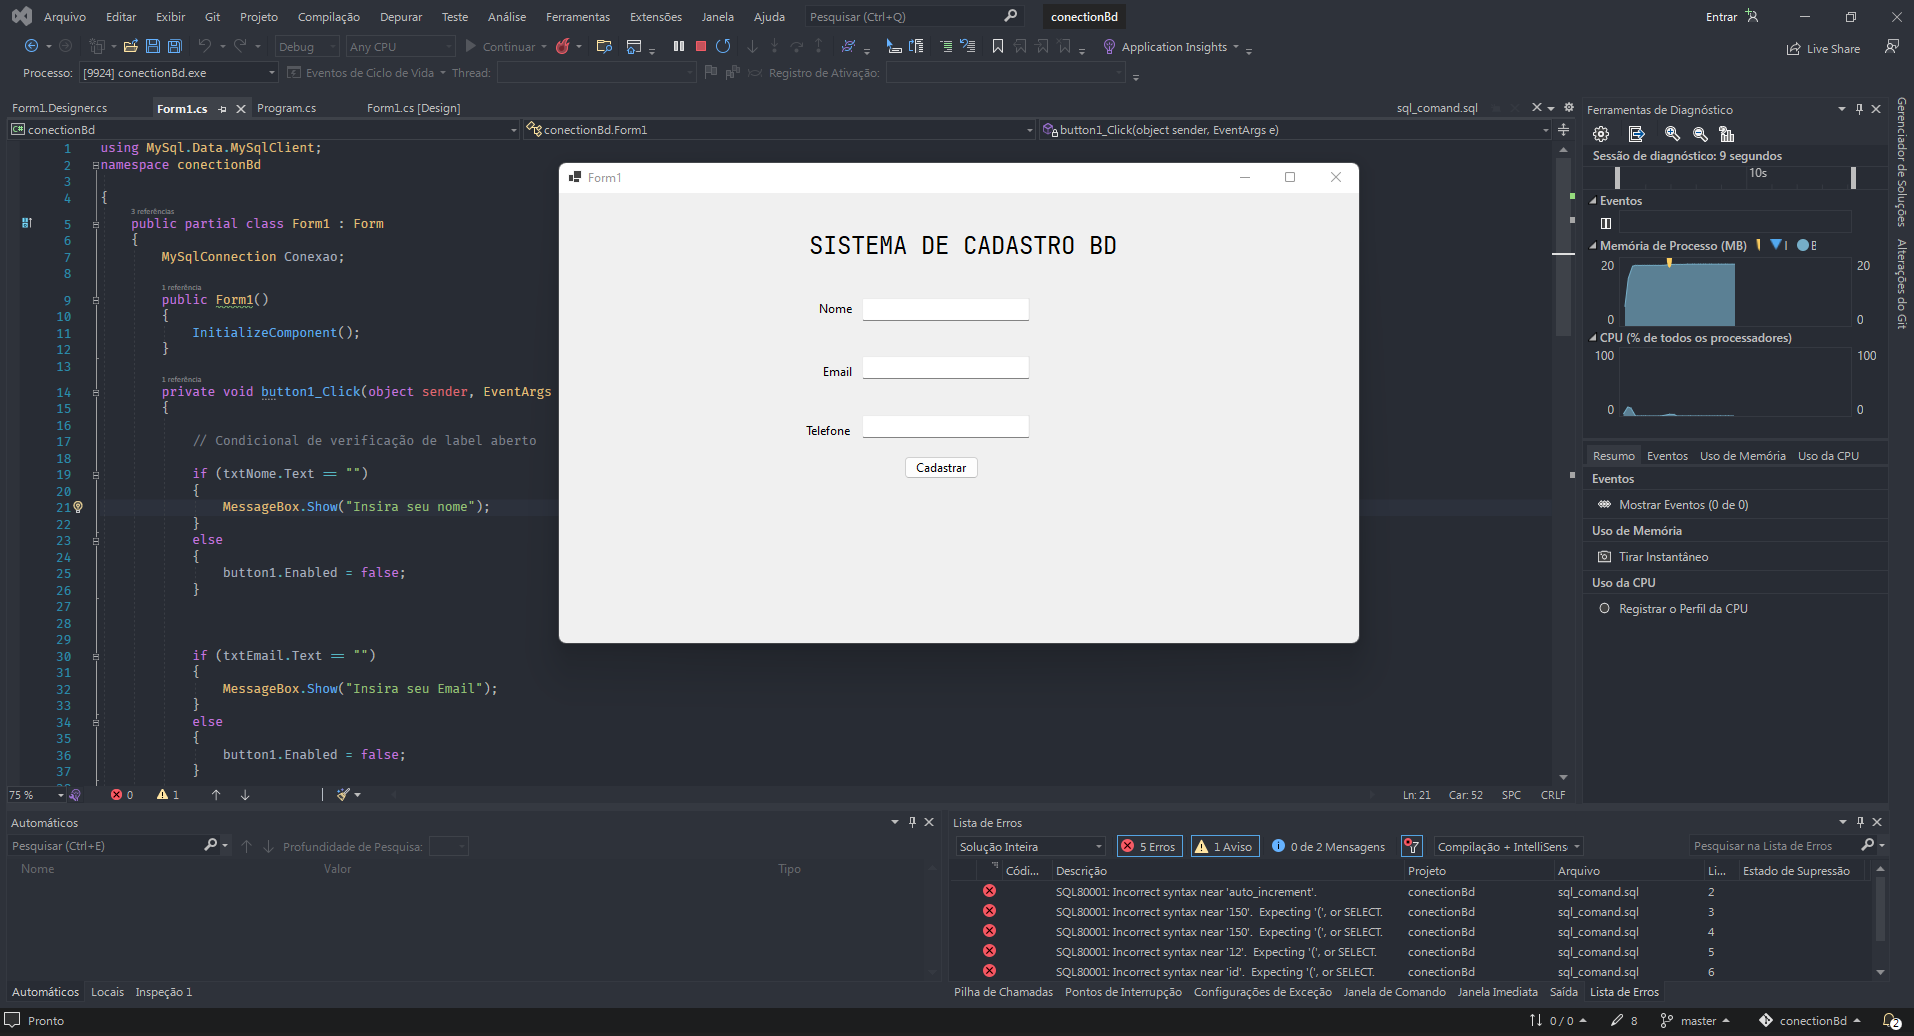 Arquivo Editar Exibir Git Projeto Compilação Depurar Teste Análise Ferramentas Extensões Janela Ajuda Pesquisar (Ctrl+Q) conectionBd Entrar
Debug Any CPU Continuar Application Insights Live Share
Processo: [9924] conectionBd.exe Eventos de Ciclo de Vida Thread: Registro de Ativação:
Form1.Designer.cs Form1.cs Program.cs Form1.cs [Design] sql_comand.sql
C# conectionBd conectionBd.Form1 button1_Click(object sender, EventArgs e)
1 using MySql.Data.MySqlClient;
2 namespace conectionBd
3
4 {
3 referências
5 public partial class Form1 : Form
6 {
7 MySqlConnection Conexao;
8
1 referência
9 public Form1()
10 {
11 InitializeComponent();
12 }
13
1 referência
14 private void button1_Click(object sender, EventArgs
15 {
16
17 // Condicional de verificação de label aberto
18
19 if (txtNome.Text == "")
20 {
21 MessageBox.Show("Insira seu nome");
22 }
23 else
24 {
25 button1.Enabled = false;
26 }
27
28
29
30 if (txtEmail.Text == "")
31 {
32 MessageBox.Show("Insira seu Email");
33 }
34 else
35 {
36 button1.Enabled = false;
37 }
Form1
SISTEMA DE CADASTRO BD
Nome
Email
Telefone
Cadastrar
75 % 0 1 Ln: 21 Car: 52 SPC CRLF
Ferramentas de Diagnóstico
Sessão de diagnóstico: 9 segundos
10s
Eventos
Memória de Processo (MB) I B
20 20
0 0
CPU (% de todos os processadores)
100 100
0 0
Resumo Eventos Uso de Memória Uso da CPU
Eventos
Mostrar Eventos (0 de 0)
Uso de Memória
Tirar Instantâneo
Uso da CPU
Registrar o Perfil da CPU
Gerenciador de Soluções
Alterações do Git
Automáticos
Pesquisar (Ctrl+E) Profundidade de Pesquisa:
Nome Valor Tipo
Automáticos Locais Inspeção 1
Lista de Erros
Solução Inteira 5 Erros 1 Aviso 0 de 2 Mensagens Compilação + IntelliSens Pesquisar na Lista de Erros
Códi... Descrição Projeto Arquivo Li... Estado de Supressão
SQL80001: Incorrect syntax near 'auto_increment'. conectionBd sql_comand.sql 2
SQL80001: Incorrect syntax near '150'. Expecting '(', or SELECT. conectionBd sql_comand.sql 3
SQL80001: Incorrect syntax near '150'. Expecting '(', or SELECT. conectionBd sql_comand.sql 4
SQL80001: Incorrect syntax near '12'. Expecting '(', or SELECT. conectionBd sql_comand.sql 5
SQL80001: Incorrect syntax near 'id'. Expecting '(', or SELECT. conectionBd sql_comand.sql 6
Pilha de Chamadas Pontos de Interrupção Configurações de Exceção Janela de Comando Janela Imediata Saída Lista de Erros
Pronto 0 / 0 8 master conectionBd 2